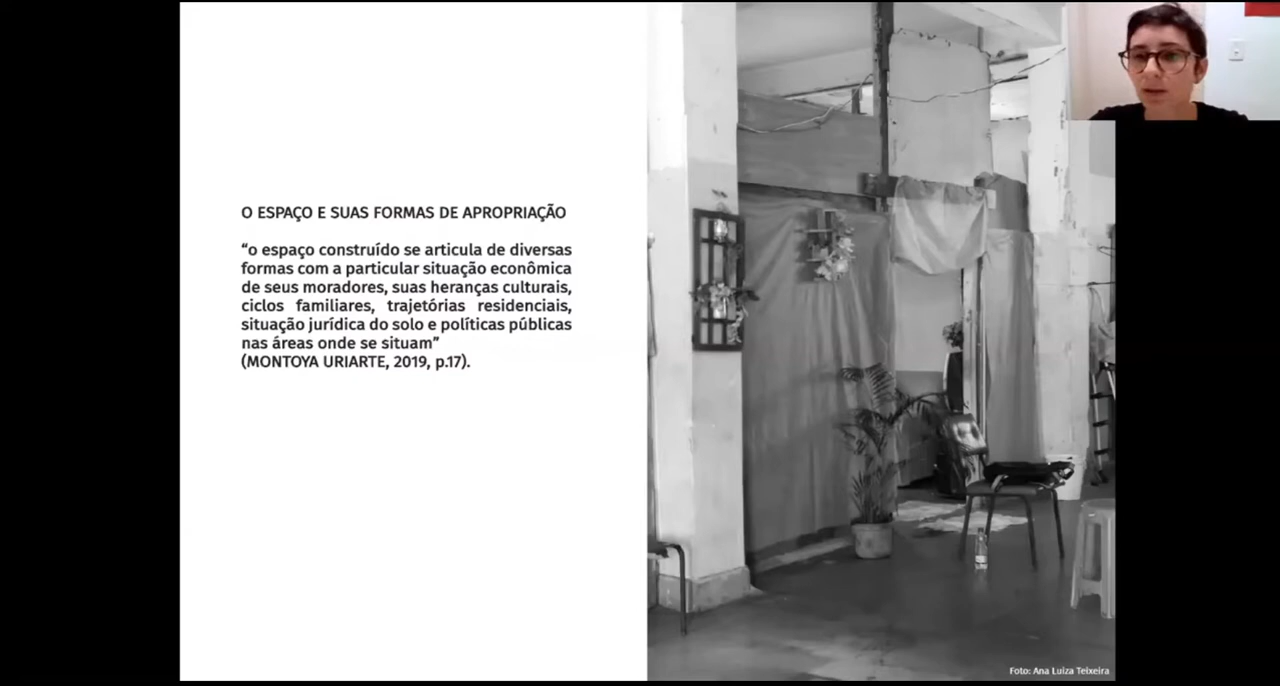 O ESPAÇO E SUAS FORMAS DE APROPRIAÇÃO
“o espaço construído se articula de diversas
formas com a particular situação econômica
de seus moradores, suas heranças culturais,
ciclos familiares, trajetórias residenciais,
situação jurídica do solo e políticas públicas
nas áreas onde se situam”
(MONTOYA URIARTE, 2019, p.17).
Foto: Ana Luiza Teixeira